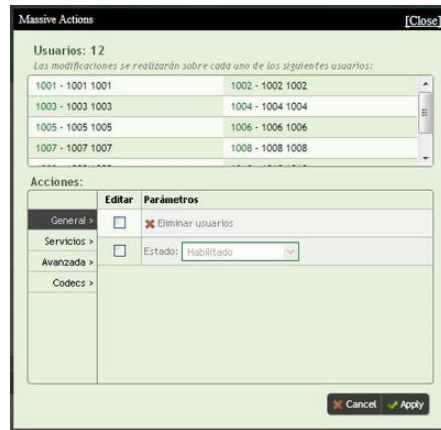 Massive Actions [Close]
Usuarios: 12
Las modificaciones se realizarán sobre cada uno de los siguientes usuarios:
1001 - 1001 1001 1002 - 1002 1002
1003 - 1003 1003 1004 - 1004 1004
1005 - 1005 1005 1006 - 1006 1006
1007 - 1007 1007 1008 - 1008 1008
Acciones:
Editar Parámetros
General > Eliminar usuarios
Servicios > Estado: Habilitado
Avanzada >
Codecs >
Cancel Apply